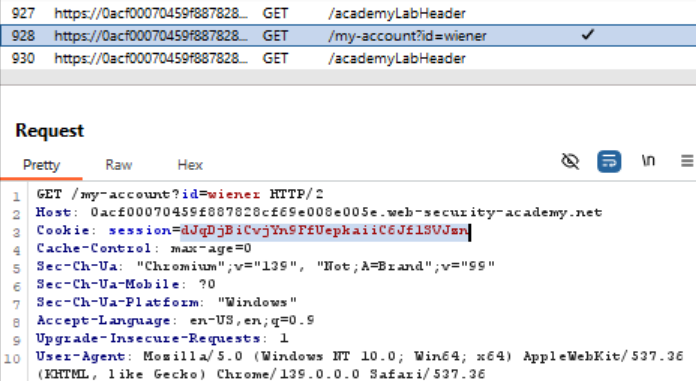 927 https://0acf00070459f887828... GET /academyLabHeader
928 https://0acf00070459f887828... GET /my-account?id=wiener ✓
930 https://0acf00070459f887828... GET /academyLabHeader
Request
Pretty Raw Hex \n
1 GET /my-account?id=wiener HTTP/2
2 Host: 0acf00070459f887828cf69e008e005e.web-security-academy.net
3 Cookie: session=dJqDjBiCvjYn9FfUepkaiiC6Jf1SVJmn
4 Cache-Control: max-age=0
5 Sec-Ch-Ua: "Chromium";v="139", "Not;A=Brand";v="99"
6 Sec-Ch-Ua-Mobile: ?0
7 Sec-Ch-Ua-Platform: "Windows"
8 Accept-Language: en-US,en;q=0.9
9 Upgrade-Insecure-Requests: 1
10 User-Agent: Mozilla/5.0 (Windows NT 10.0; Win64; x64) AppleWebKit/537.36
(KHTML, like Gecko) Chrome/139.0.0.0 Safari/537.36